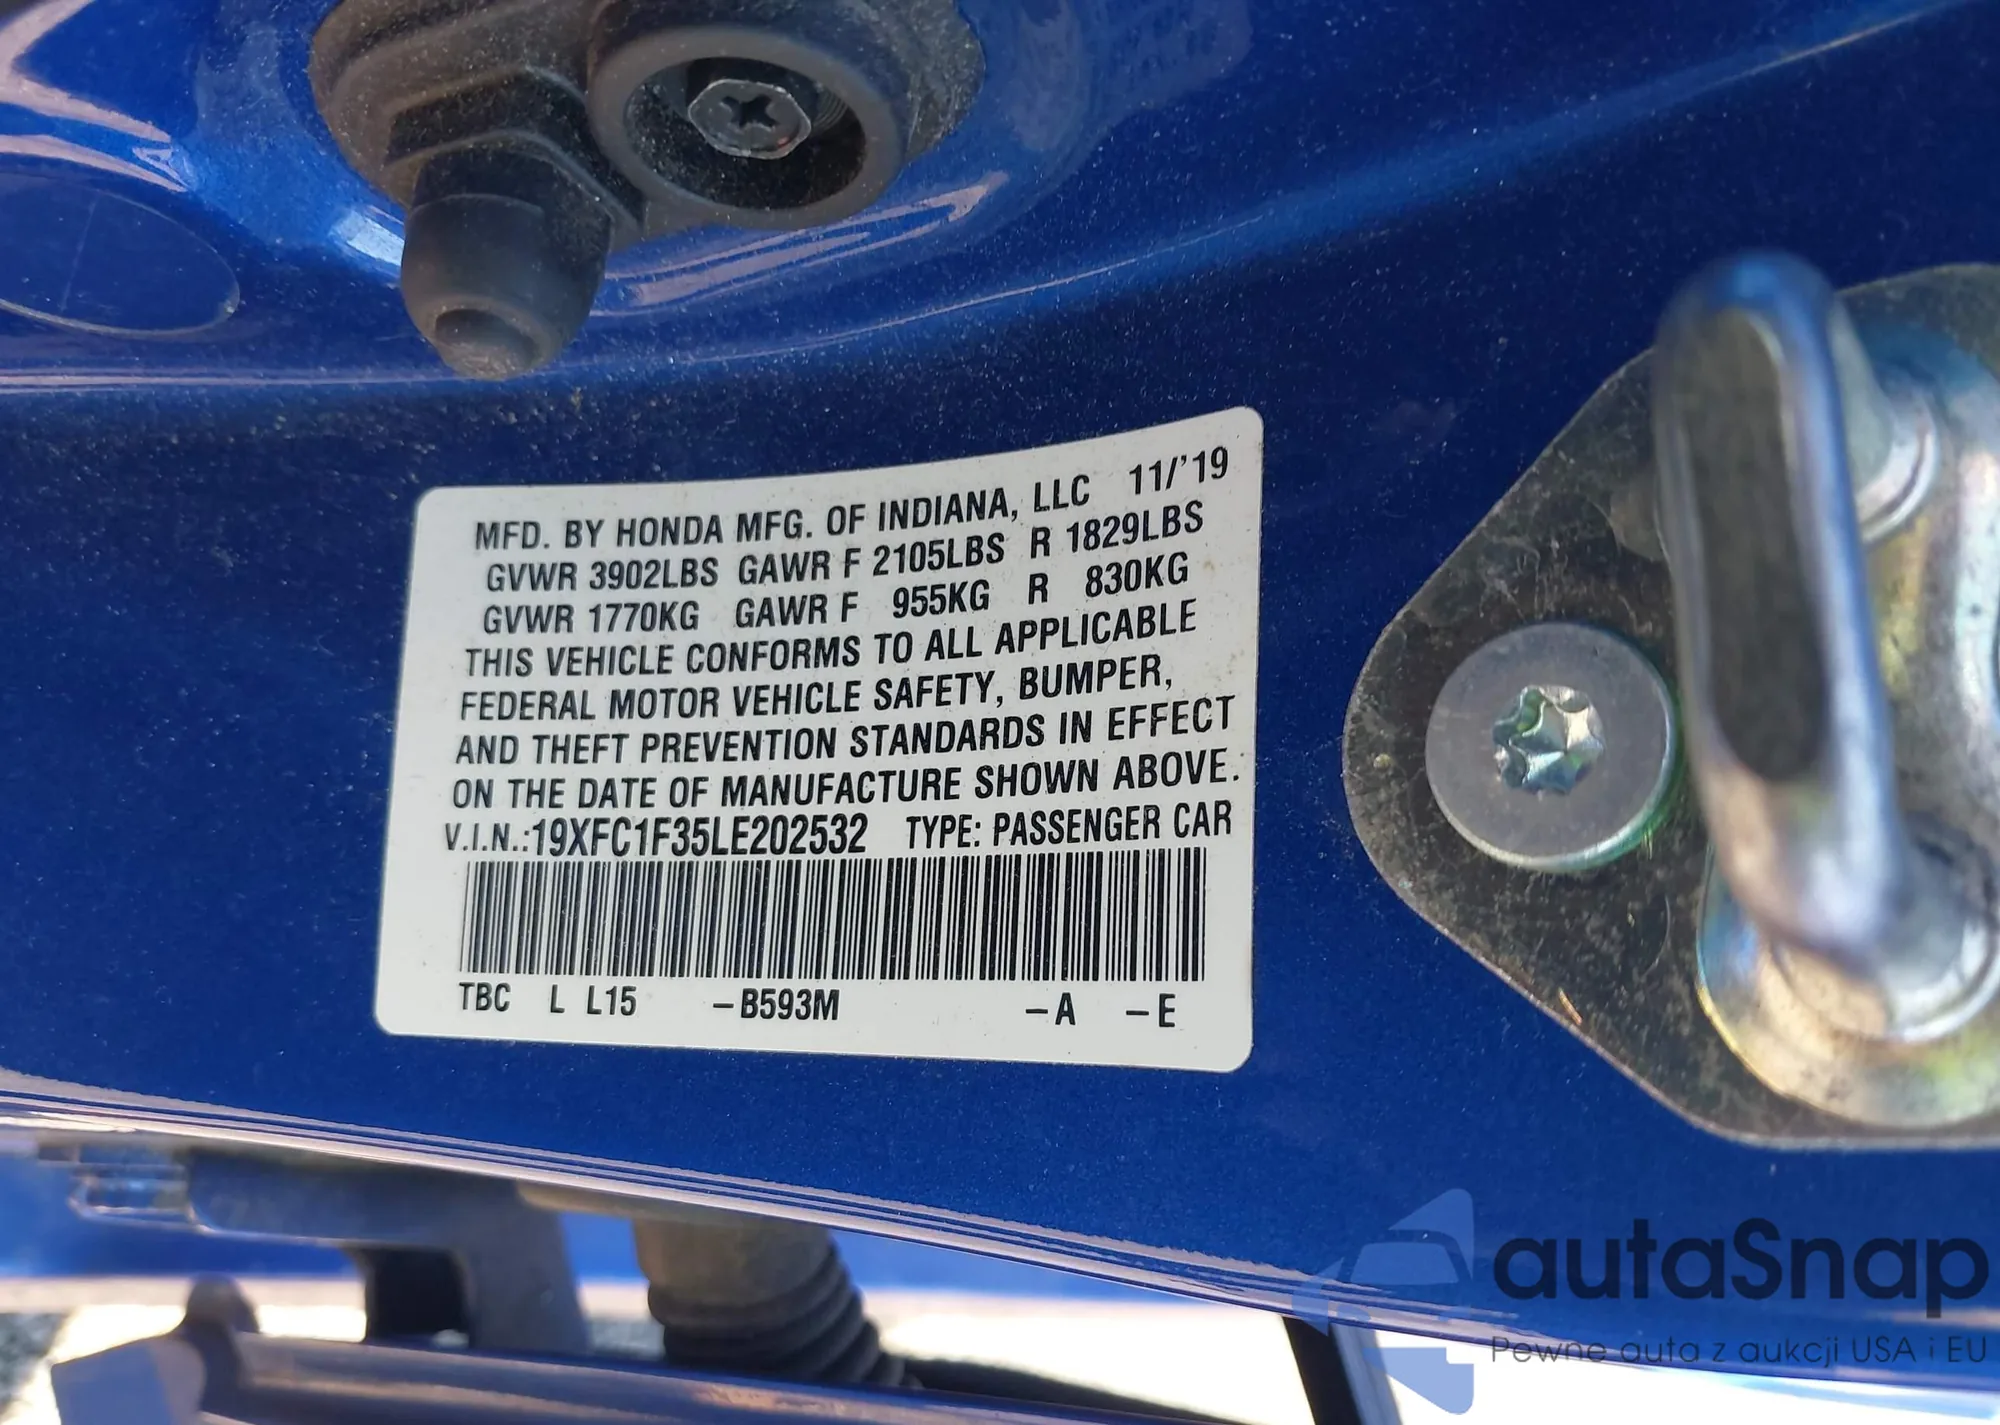 MFD. BY HONDA MFG. OF INDIANA, LLC 11/'19
GVWR 3902LBS GAWR F 2105LBS R 1829LBS
GVWR 1770KG GAWR F 955KG R 830KG
THIS VEHICLE CONFORMS TO ALL APPLICABLE
FEDERAL MOTOR VEHICLE SAFETY, BUMPER,
AND THEFT PREVENTION STANDARDS IN EFFECT
ON THE DATE OF MANUFACTURE SHOWN ABOVE.
V.I.N.:19XFC1F35LE202532 TYPE: PASSENGER CAR
TBC L L15 –B593M –A –E
autaSnap
Pewne auta z aukcji USA i EU